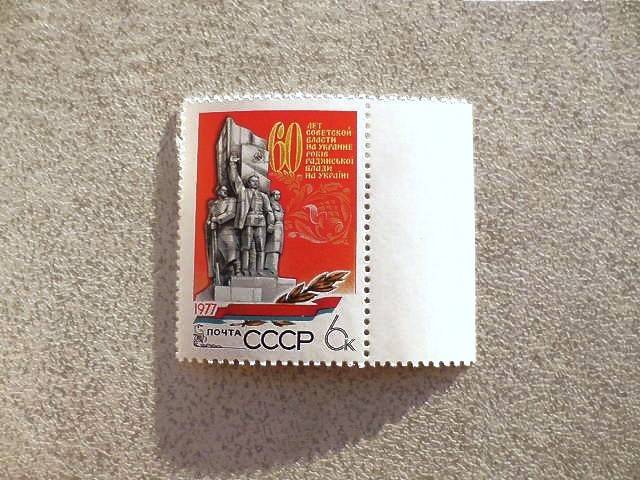 60
ЛЕТ
СОВЕТСКОЙ
ВЛАСТИ
НА УКРАИНЕ
РОКІВ
РАДЯНСЬКОЇ
ВЛАДИ
НА УКРАЇНІ
1977
ПОЧТА СССР 6К